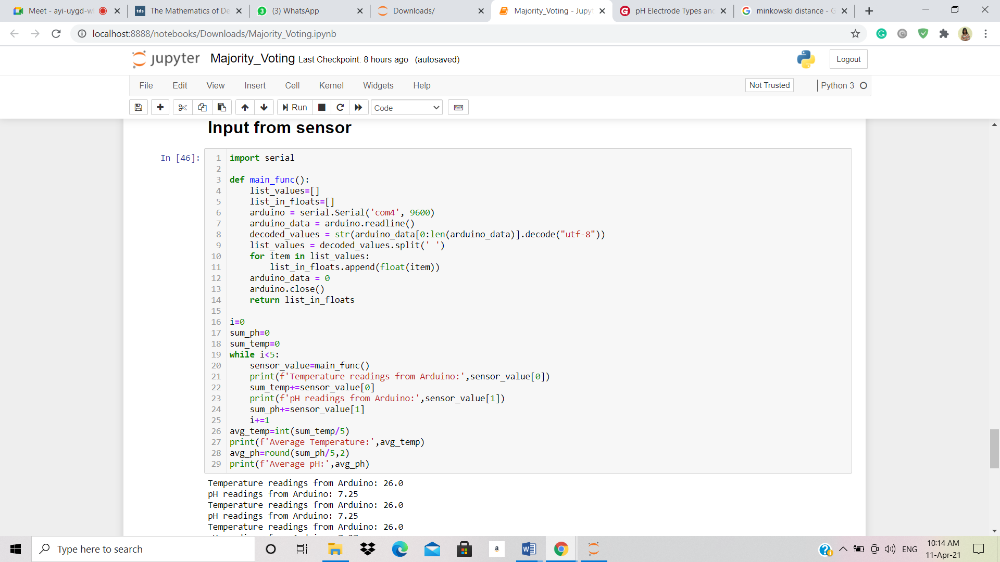 Meet - ayi-uygd-w
tds The Mathematics of De
3 (3) WhatsApp
Downloads/
Majority_Voting - Jupyt
pH Electrode Types and
minkowski distance - G
localhost:8888/notebooks/Downloads/Majority_Voting.ipynb
jupyter Majority_Voting Last Checkpoint: 8 hours ago (autosaved)
Logout
File Edit View Insert Cell Kernel Widgets Help
Not Trusted
Python 3
Run
Code
Input from sensor
In [46]:
1 import serial
2
3 def main_func():
4     list_values=[]
5     list_in_floats=[]
6     arduino = serial.Serial('com4', 9600)
7     arduino_data = arduino.readline()
8     decoded_values = str(arduino_data[0:len(arduino_data)].decode("utf-8"))
9     list_values = decoded_values.split(' ')
10     for item in list_values:
11         list_in_floats.append(float(item))
12     arduino_data = 0
13     arduino.close()
14     return list_in_floats
15
16 i=0
17 sum_ph=0
18 sum_temp=0
19 while i<5:
20     sensor_value=main_func()
21     print(f'Temperature readings from Arduino:',sensor_value[0])
22     sum_temp+=sensor_value[0]
23     print(f'pH readings from Arduino:',sensor_value[1])
24     sum_ph+=sensor_value[1]
25     i+=1
26 avg_temp=int(sum_temp/5)
27 print(f'Average Temperature:',avg_temp)
28 avg_ph=round(sum_ph/5,2)
29 print(f'Average pH:',avg_ph)
Temperature readings from Arduino: 26.0
pH readings from Arduino: 7.25
Temperature readings from Arduino: 26.0
pH readings from Arduino: 7.25
Temperature readings from Arduino: 26.0
Type here to search
ENG
10:14 AM
11-Apr-21